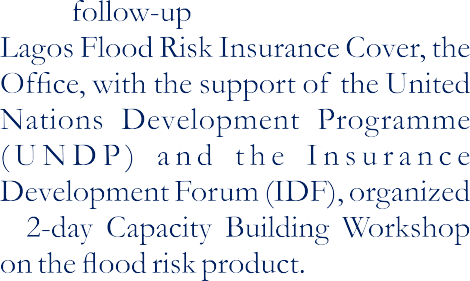 follow-up
Lagos Flood Risk Insurance Cover, the
Office, with the support of the United
Nations Development Programme
(UNDP) and the Insurance
Development Forum (IDF), organized
2-day Capacity Building Workshop
on the flood risk product.